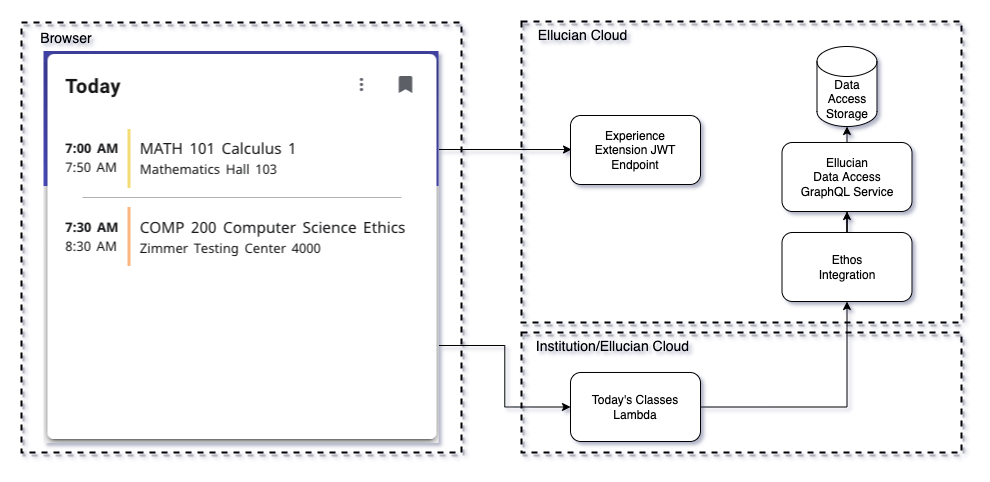 Browser
Today
7:00 AM MATH 101 Calculus 1
7:50 AM Mathematics Hall 103
7:30 AM COMP 200 Computer Science Ethics
8:30 AM Zimmer Testing Center 4000
Ellucian Cloud
Experience
Extension JWT
Endpoint
Data
Access
Storage
Ellucian
Data Access
GraphQL Service
Ethos
Integration
Institution/Ellucian Cloud
Today's Classes
Lambda